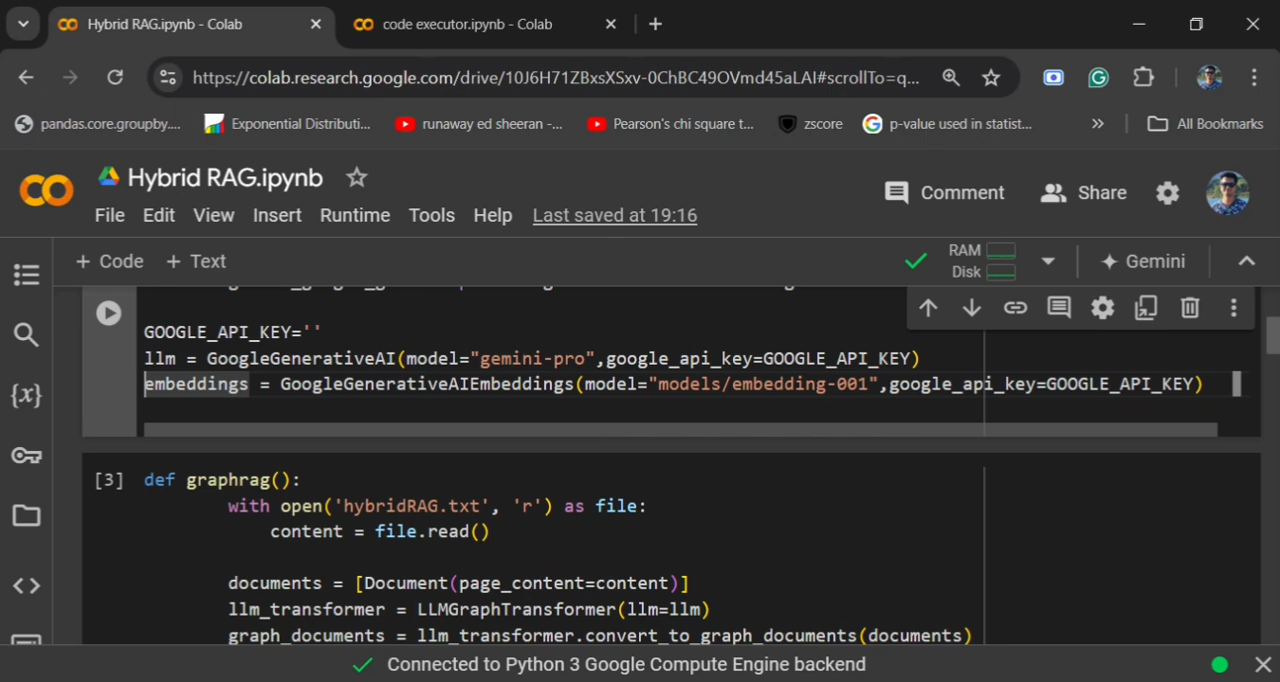 Hybrid RAG.ipynb - Colab
code executor.ipynb - Colab
https://colab.research.google.com/drive/10J6H71ZBxsXSxv-0ChBC49OVmd45aLAI#scrollTo=q...
pandas.core.groupby....
Exponential Distributi...
runaway ed sheeran -...
Pearson's chi square t...
zscore
p-value used in statist...
All Bookmarks
Hybrid RAG.ipynb
Comment
Share
File Edit View Insert Runtime Tools Help Last saved at 19:16
+ Code + Text
RAM
Disk
Gemini
GOOGLE_API_KEY=''
llm = GoogleGenerativeAI(model="gemini-pro",google_api_key=GOOGLE_API_KEY)
embeddings = GoogleGenerativeAIEmbeddings(model="models/embedding-001",google_api_key=GOOGLE_API_KEY)
[3] def graphrag():
with open('hybridRAG.txt', 'r') as file:
content = file.read()
documents = [Document(page_content=content)]
llm_transformer = LLMGraphTransformer(llm=llm)
graph_documents = llm_transformer.convert_to_graph_documents(documents)
Connected to Python 3 Google Compute Engine backend